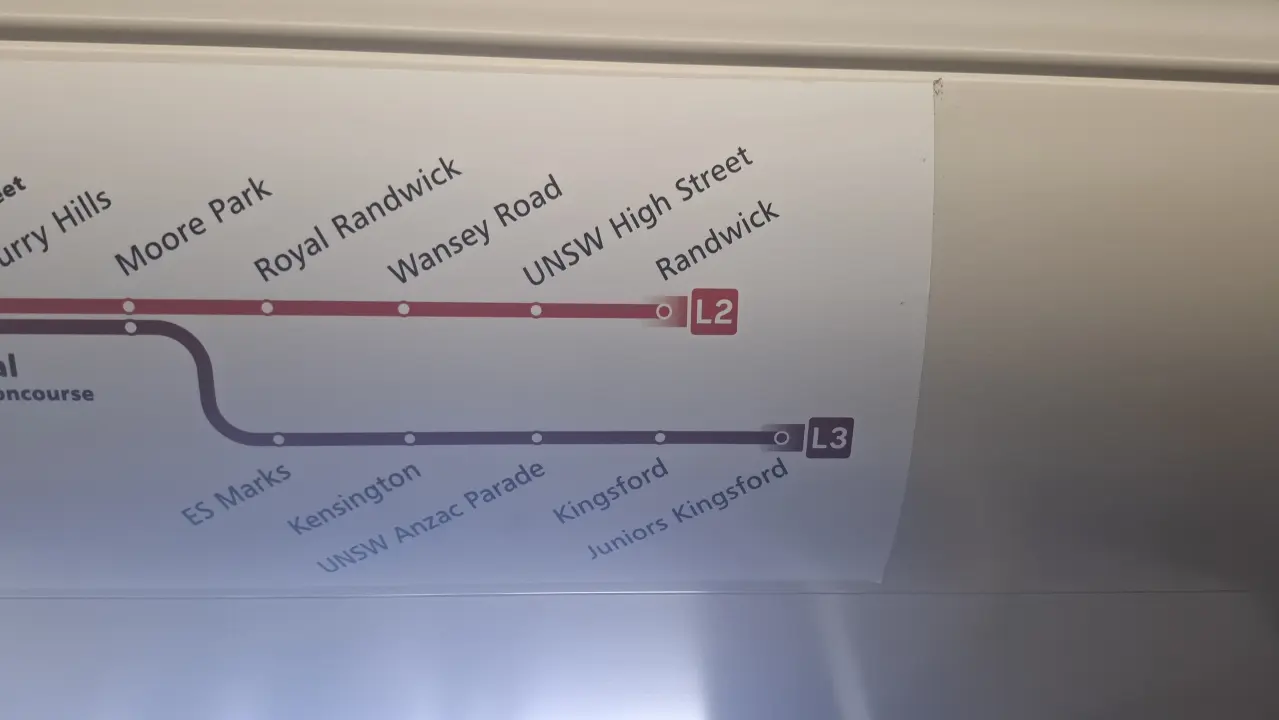 Hills
Moore Park
Royal Randwick
Wansey Road
UNSW High Street
Randwick
L2
L3
ES Marks
Kensington
UNSW Anzac Parade
Kingsford
Juniors Kingsford